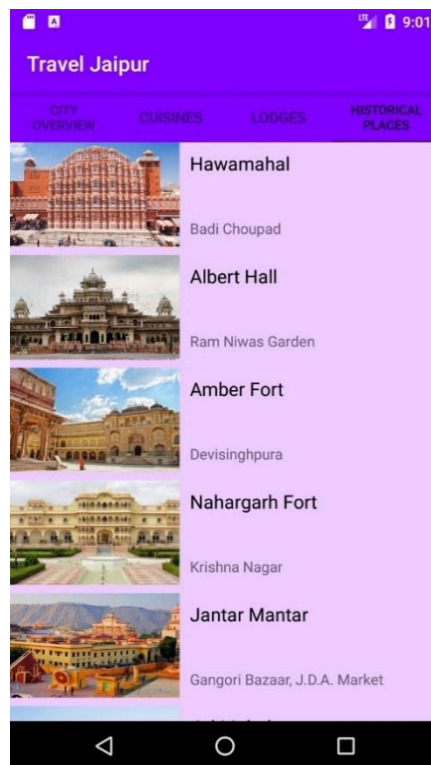 A
LTE
9:01
Travel Jaipur
CITY
OVERVIEW
CUISINES
LODGES
HISTORICAL
PLACES
Hawamahal
Badi Choupad
Albert Hall
Ram Niwas Garden
Amber Fort
Devisinghpura
Nahargarh Fort
Krishna Nagar
Jantar Mantar
Gangori Bazaar, J.D.A. Market